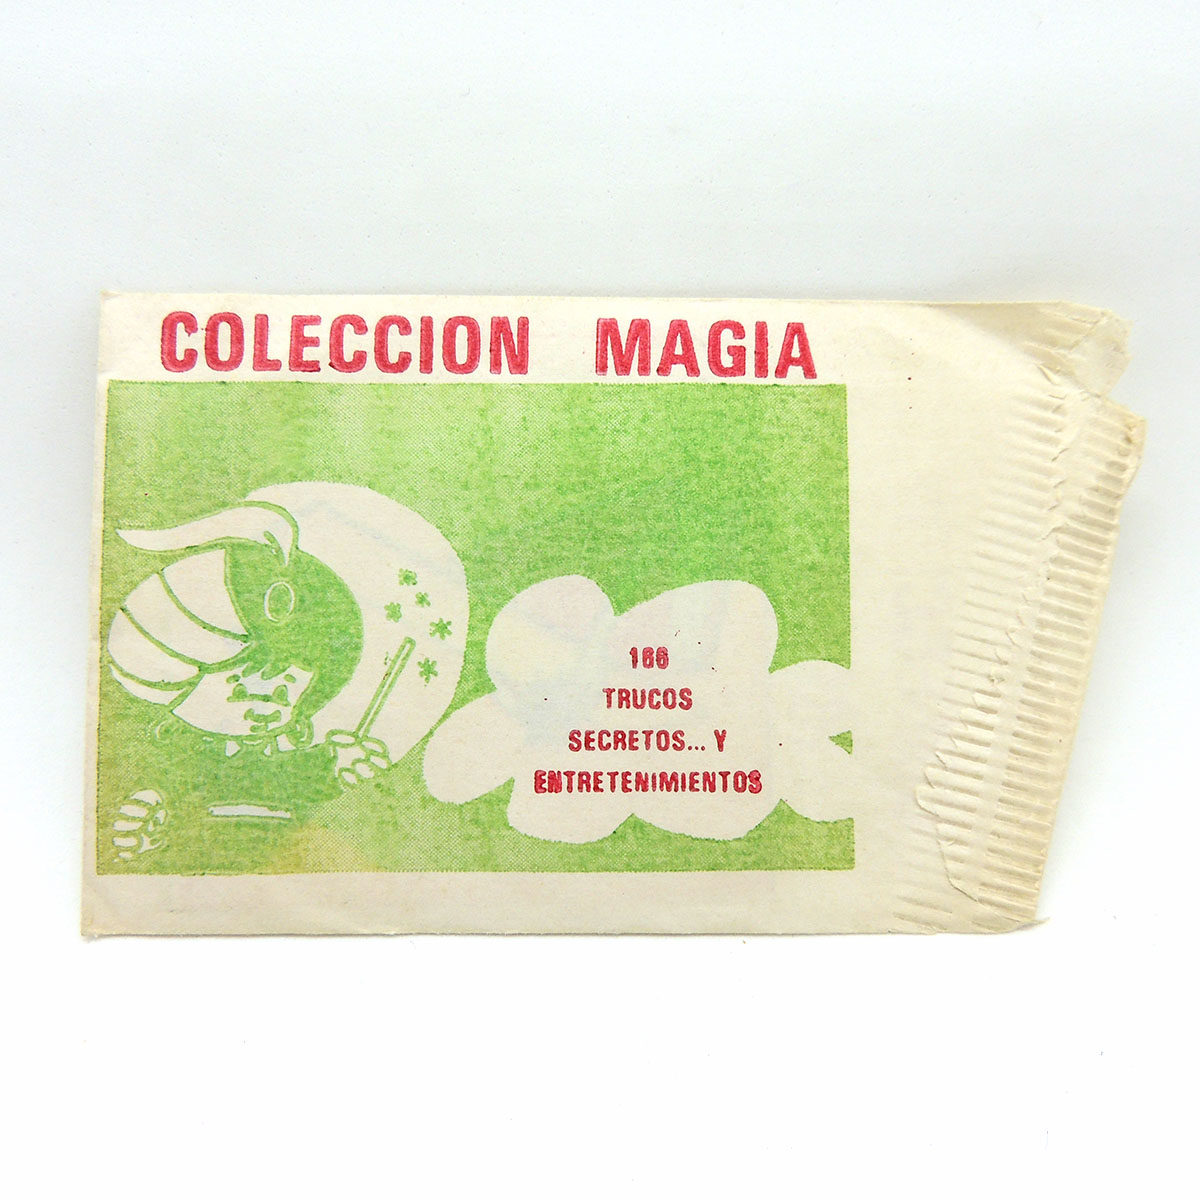 COLECCION MAGIA
166
TRUCOS
SECRETOS... Y
ENTRETENIMIENTOS